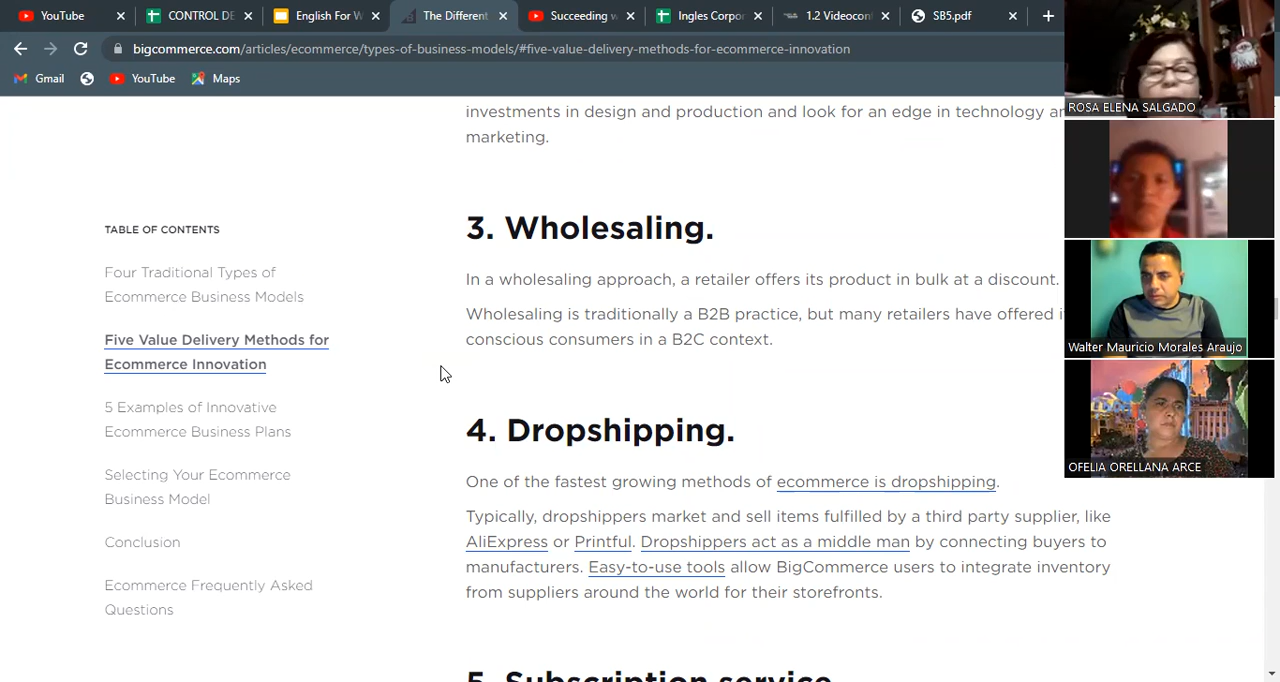 YouTube
CONTROL DE
English For W
The Different
Succeeding w
Ingles Corpor
1.2 Videocon
SB5.pdf
bigcommerce.com/articles/ecommerce/types-of-business-models/#five-value-delivery-methods-for-ecommerce-innovation
Gmail
YouTube
Maps
investments in design and production and look for an edge in technology
marketing.
TABLE OF CONTENTS
Four Traditional Types of
Ecommerce Business Models
Five Value Delivery Methods for
Ecommerce Innovation
5 Examples of Innovative
Ecommerce Business Plans
Selecting Your Ecommerce
Business Model
Conclusion
Ecommerce Frequently Asked
Questions
3. Wholesaling.
In a wholesaling approach, a retailer offers its product in bulk at a discount.
Wholesaling is traditionally a B2B practice, but many retailers have offered
conscious consumers in a B2C context.
4. Dropshipping.
One of the fastest growing methods of ecommerce is dropshipping.
Typically, dropshippers market and sell items fulfilled by a third party supplier, like
AliExpress or Printful. Dropshippers act as a middle man by connecting buyers to
manufacturers. Easy-to-use tools allow BigCommerce users to integrate inventory
from suppliers around the world for their storefronts.
5. Subscription service
ROSA ELENA SALGADO
Walter Mauricio Morales Araujo
OFELIA ORELLANA ARCE